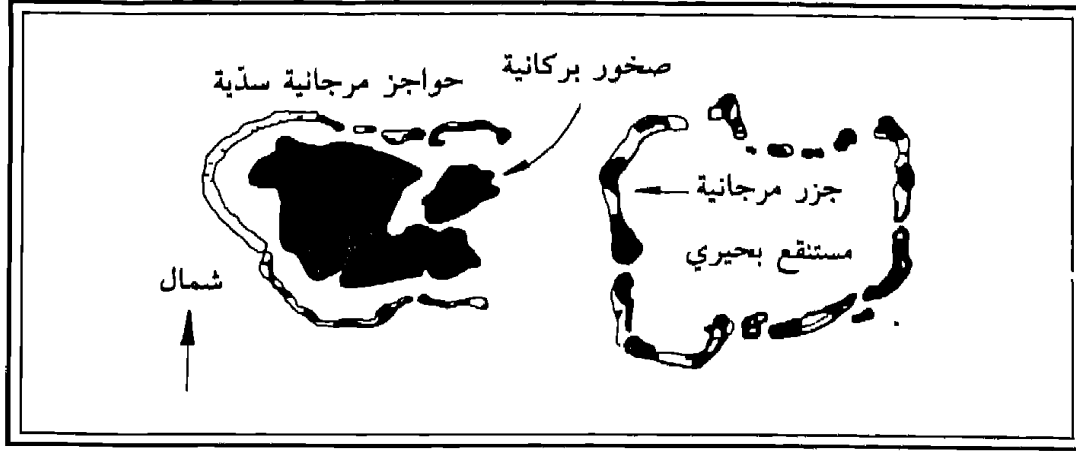 صخور بركانية
حواجز مرجانية سدّية
جزر مرجانية
مستنقع بحيري
شمال